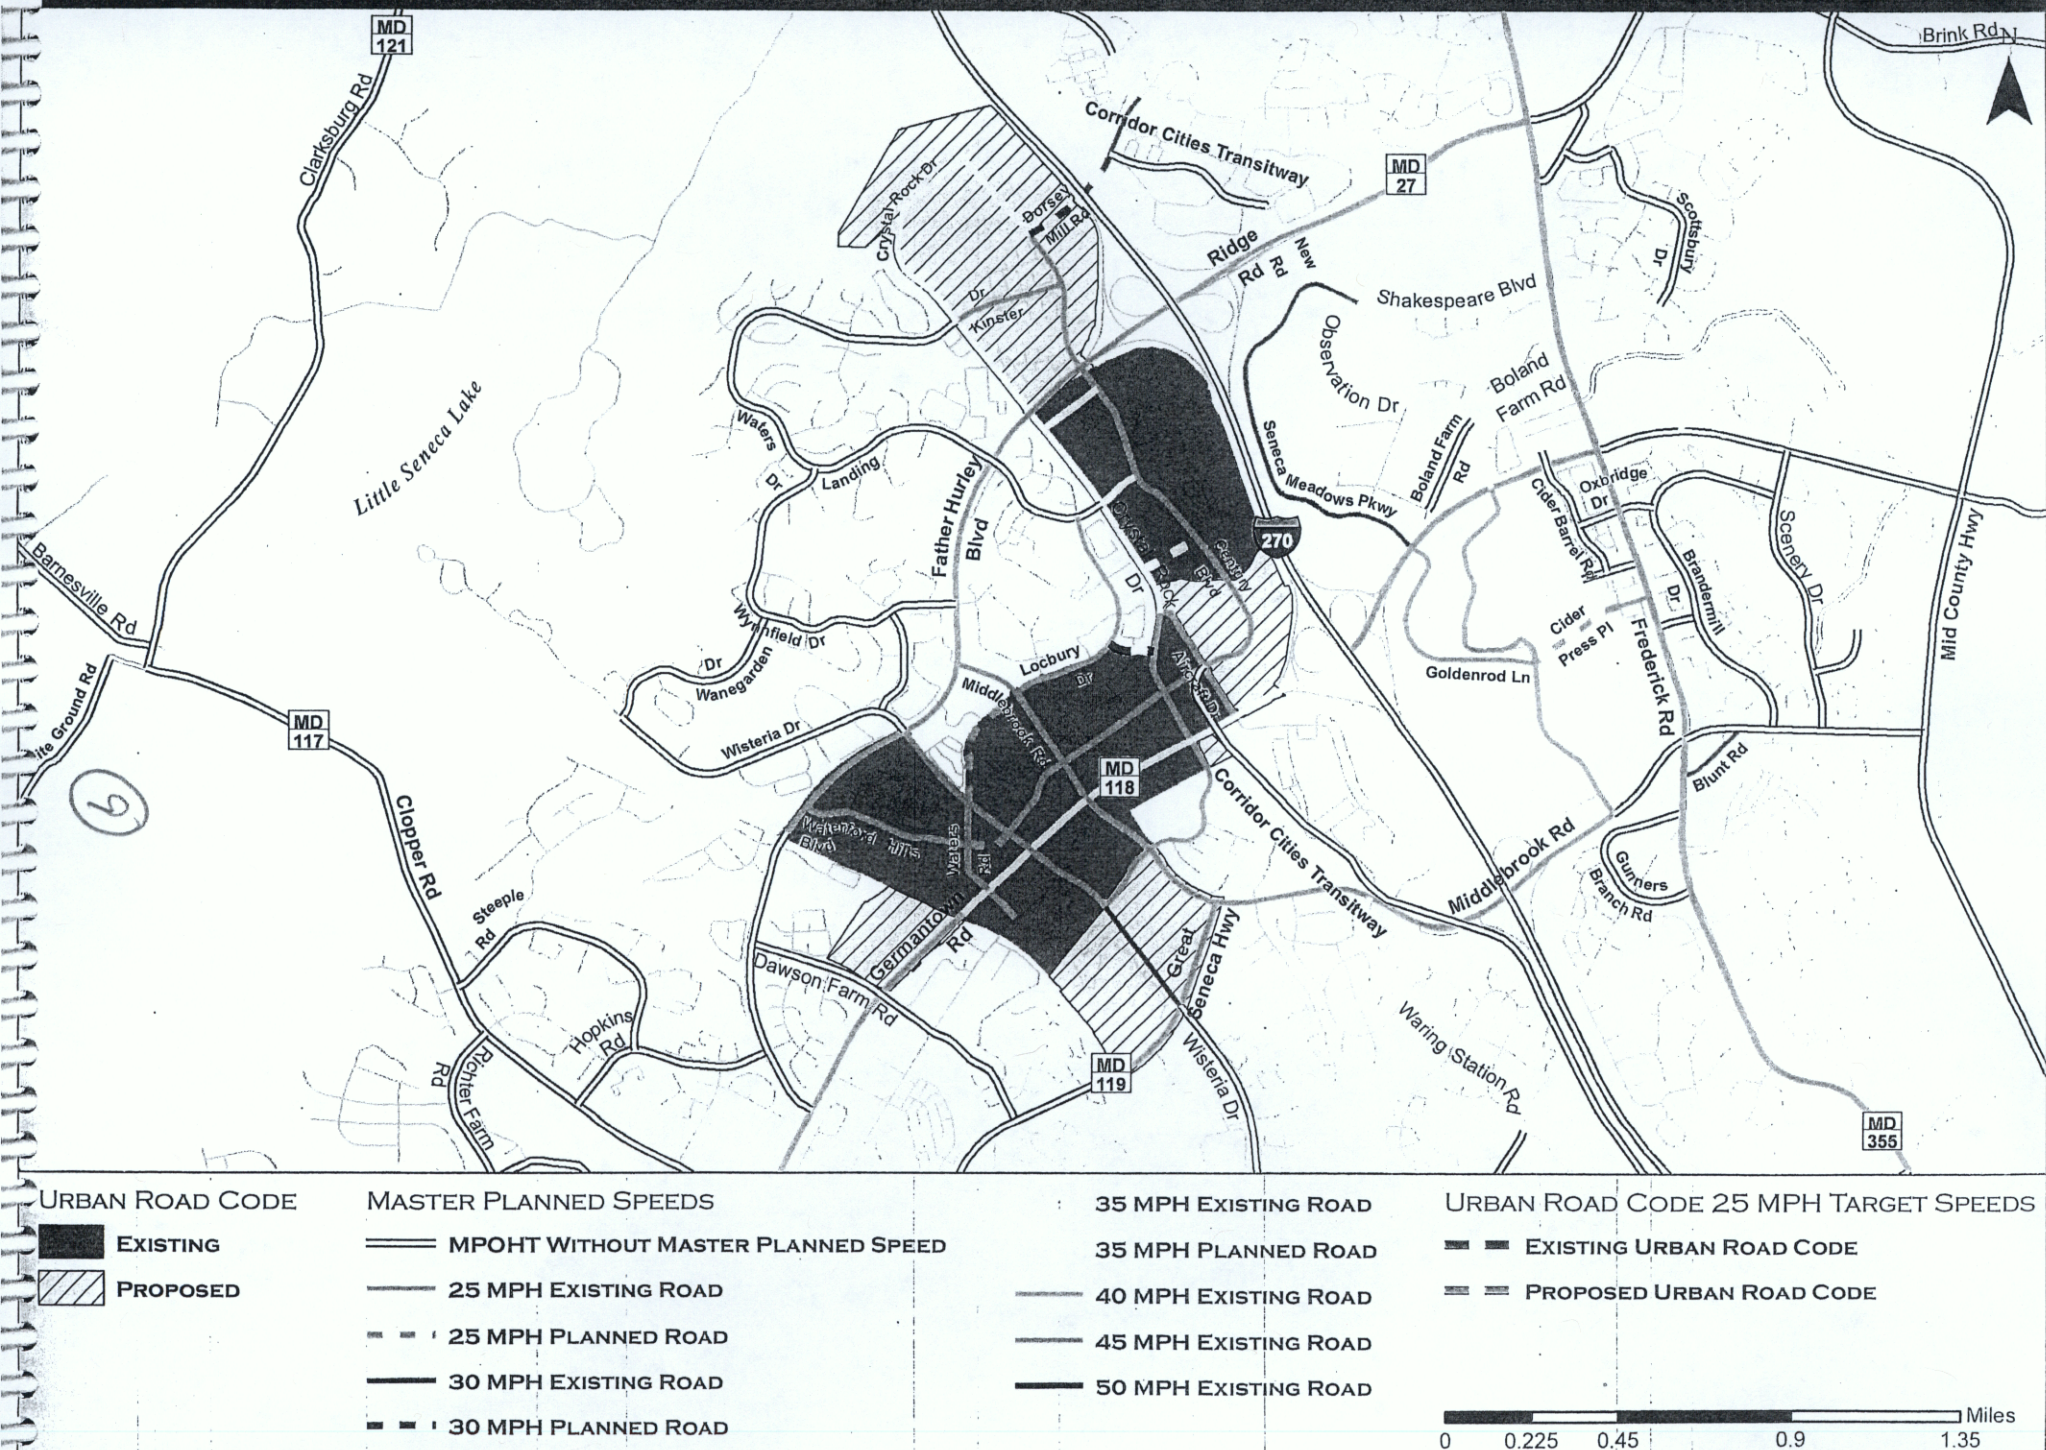 MD
121
Clarksburg Rd
Brink Rd
N
Corridor Cities Transitway
MD
27
Crystal Rock Dr
Dorsey
Mill Rd
Scottsbury
Dr
Ridge
Rd
New
Rd
Shakespeare Blvd
Dr
Kinster
Observation Dr
Boland
Farm Rd
Little Seneca Lake
Waters
Landing
Dr
Seneca
Meadows Pkwy
Boland Farm
Rd
Oxbridge
Dr
Cider Barrel Rd
Scenery Dr
Father Hurley
Blvd
Crystal Rock
Dr
Century
Blvd
270
Barnesville Rd
Brandermill
Dr
Mid County Hwy
Wynnfield Dr
Cider
Press Pl
Frederick Rd
Dr
Wanegarden
Locbury
Dr
Aircraft Dr
Goldenrod Ln
ite Ground Rd
MD
117
Wisteria Dr
Middlebrook Rd
Blunt Rd
9
MD
118
Clopper Rd
Waterford Hills
Blvd
Waters
Rd
Corridor Cities Transitway
Middlebrook Rd
Gunners
Branch Rd
Steeple
Rd
Germantown
Rd
Great
Seneca Hwy
Dawson Farm Rd
Hopkins
Rd
Waring Station Rd
Richter Farm
Rd
MD
119
Wisteria Dr
MD
355
URBAN ROAD CODE
EXISTING
PROPOSED
MASTER PLANNED SPEEDS
MPOHT WITHOUT MASTER PLANNED SPEED
25 MPH EXISTING ROAD
25 MPH PLANNED ROAD
30 MPH EXISTING ROAD
30 MPH PLANNED ROAD
35 MPH EXISTING ROAD
35 MPH PLANNED ROAD
40 MPH EXISTING ROAD
45 MPH EXISTING ROAD
50 MPH EXISTING ROAD
URBAN ROAD CODE 25 MPH TARGET SPEEDS
EXISTING URBAN ROAD CODE
PROPOSED URBAN ROAD CODE
Miles
0 0.225 0.45 0.9 1.35